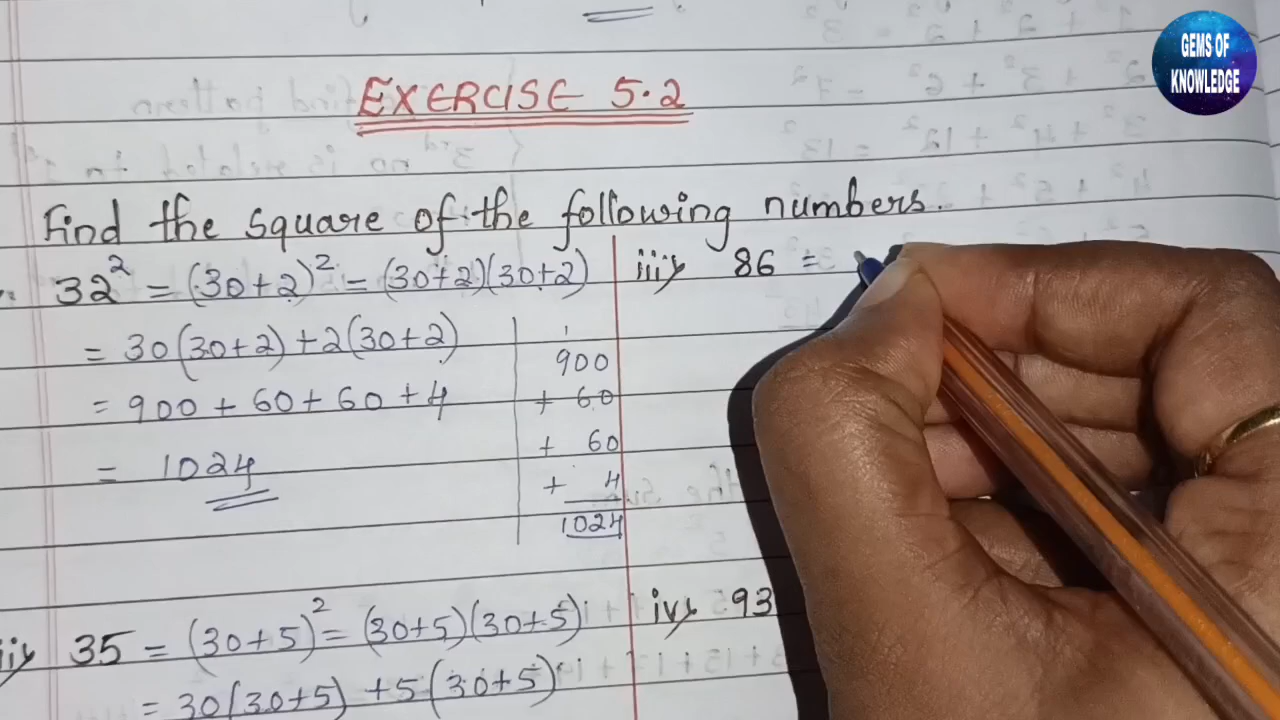 GEMS OF
KNOWLEDGE
EXERCISE 5.2
Find the square of the following numbers.
32² = (30+2)² = (30+2)(30+2)
= 30(30+2) +2(30+2)
= 900 + 60 + 60 + 4
= 1024
1
900
+ 60
+ 60
+ 4
1024
35 = (30+5)² = (30+5)(30+5)
= 30(30+5) +5(30+5)
iii) 86 =
iv) 93